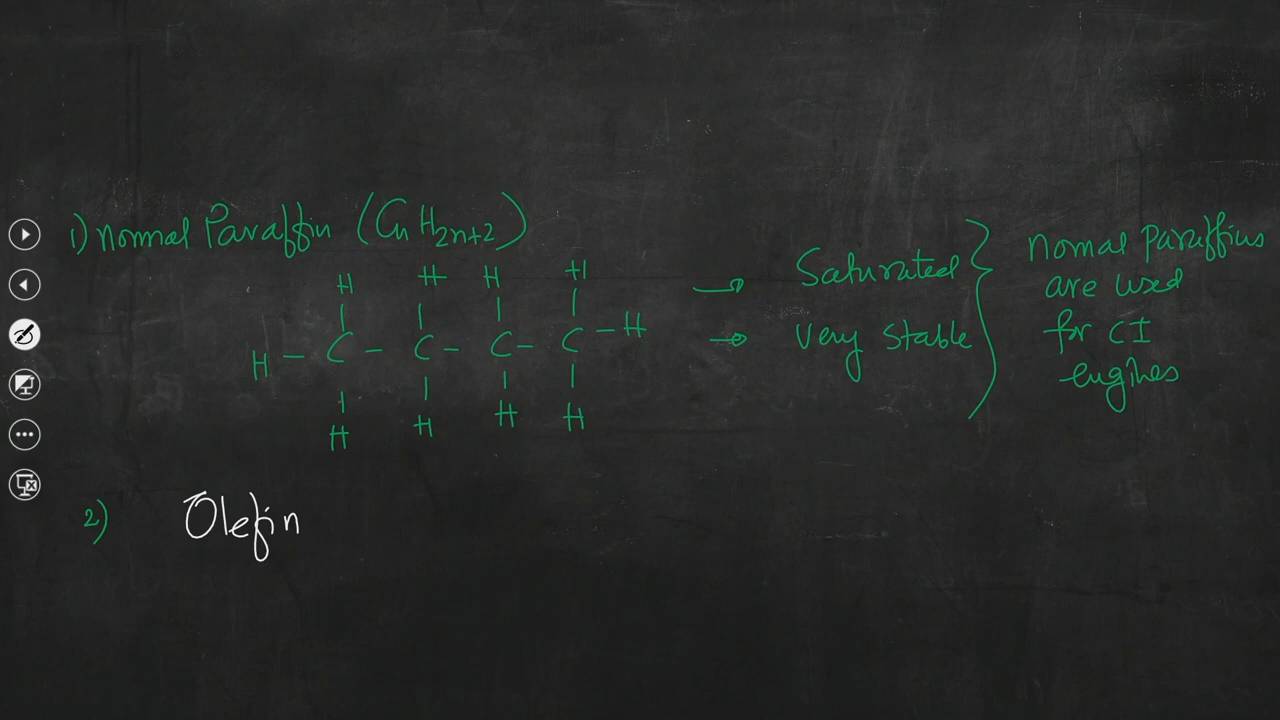 1) Normal Paraffin (CnH2n+2)
H H H H
H - C - C - C - C - H
H H H H
→ Saturated
→ Very Stable
Normal Paraffins
are used
for CI
engines
2) Olefin